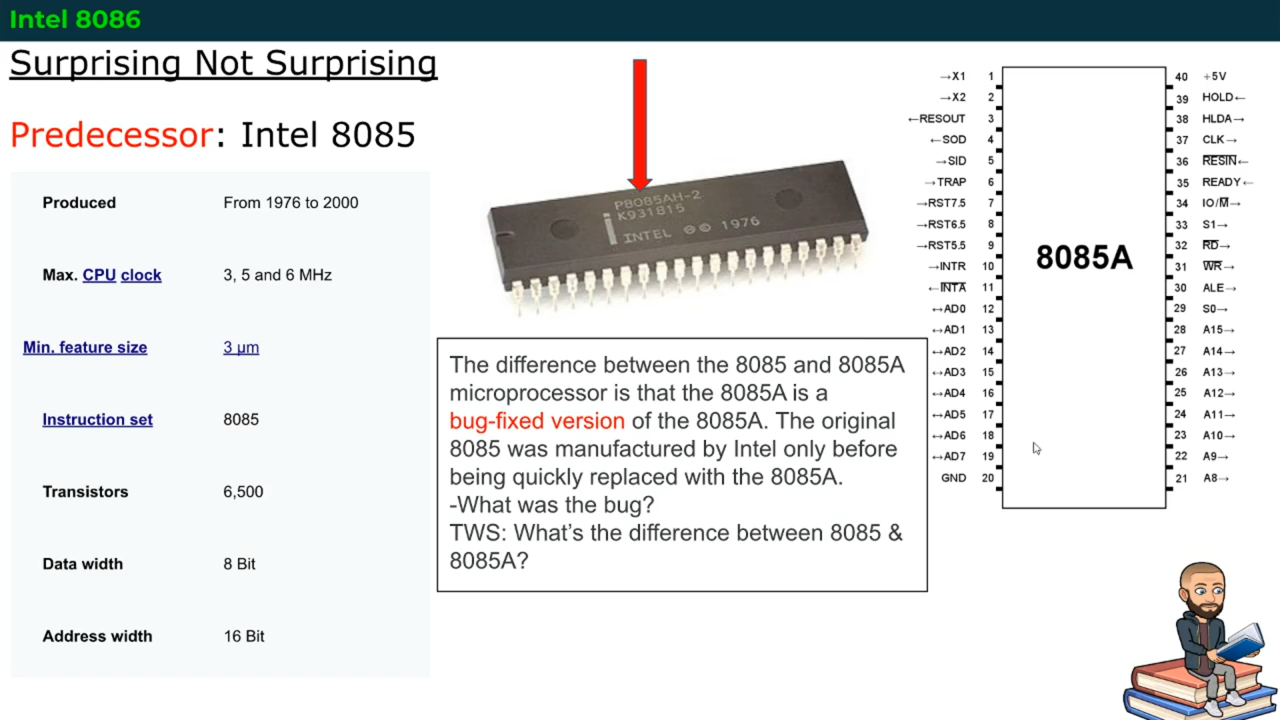 Intel 8086
Surprising Not Surprising
Predecessor: Intel 8085
Produced From 1976 to 2000
Max. CPU clock 3, 5 and 6 MHz
Min. feature size 3 μm
Instruction set 8085
Transistors 6,500
Data width 8 Bit
Address width 16 Bit
P8085AH-2
K931815
i
INTEL Ⓜ © 1976
The difference between the 8085 and 8085A
microprocessor is that the 8085A is a
bug-fixed version of the 8085A. The original
8085 was manufactured by Intel only before
being quickly replaced with the 8085A.
-What was the bug?
TWS: What's the difference between 8085 &
8085A?
→X1 1 40 +5V
→X2 2 39 HOLD←
←RESOUT 3 38 HLDA→
←SOD 4 37 CLK→
→SID 5 36 RESIN←
→TRAP 6 35 READY←
→RST7.5 7 34 IO/M→
→RST6.5 8 33 S1→
→RST5.5 9 32 RD→
→INTR 10 31 WR→
←INTA 11 30 ALE→
↔AD0 12 29 S0→
↔AD1 13 28 A15→
↔AD2 14 27 A14→
↔AD3 15 26 A13→
↔AD4 16 25 A12→
↔AD5 17 24 A11→
↔AD6 18 23 A10→
↔AD7 19 22 A9→
GND 20 21 A8→
8085A